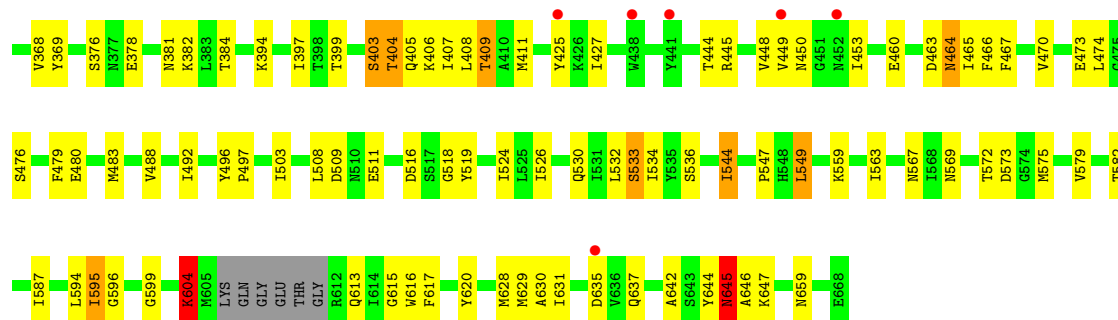 V368 Y369 S376 N377 E378 N381 K382 L383 T384 K394 I397 T398 T399 S403 T404 Q405 K406 I407 L408 T409 A410 M411 Y425 K426 I427 W438 Y441 T444 R445 V448 V449 N450 G451 N452 I453 E460 D463 N464 I465 F466 F467 V470 E473 L474 G475
S476 F479 E480 M483 V488 I492 Y496 P497 I503 L508 D509 N510 E511 D516 S517 G518 Y519 I524 L525 I526 Q530 I531 L532 S533 I534 Y535 S536 I544 P547 H548 L549 K559 I563 N567 I568 N569 T572 D573 G574 M575 V579 T582
I587 L594 I595 G596 G599 K604 M605 LYS GLN GLY GLU THR GLY R612 Q613 I614 G615 W616 F617 Y620 M628 M629 A630 I631 D635 V636 Q637 A642 S643 Y644 N645 A646 K647 N659 E668